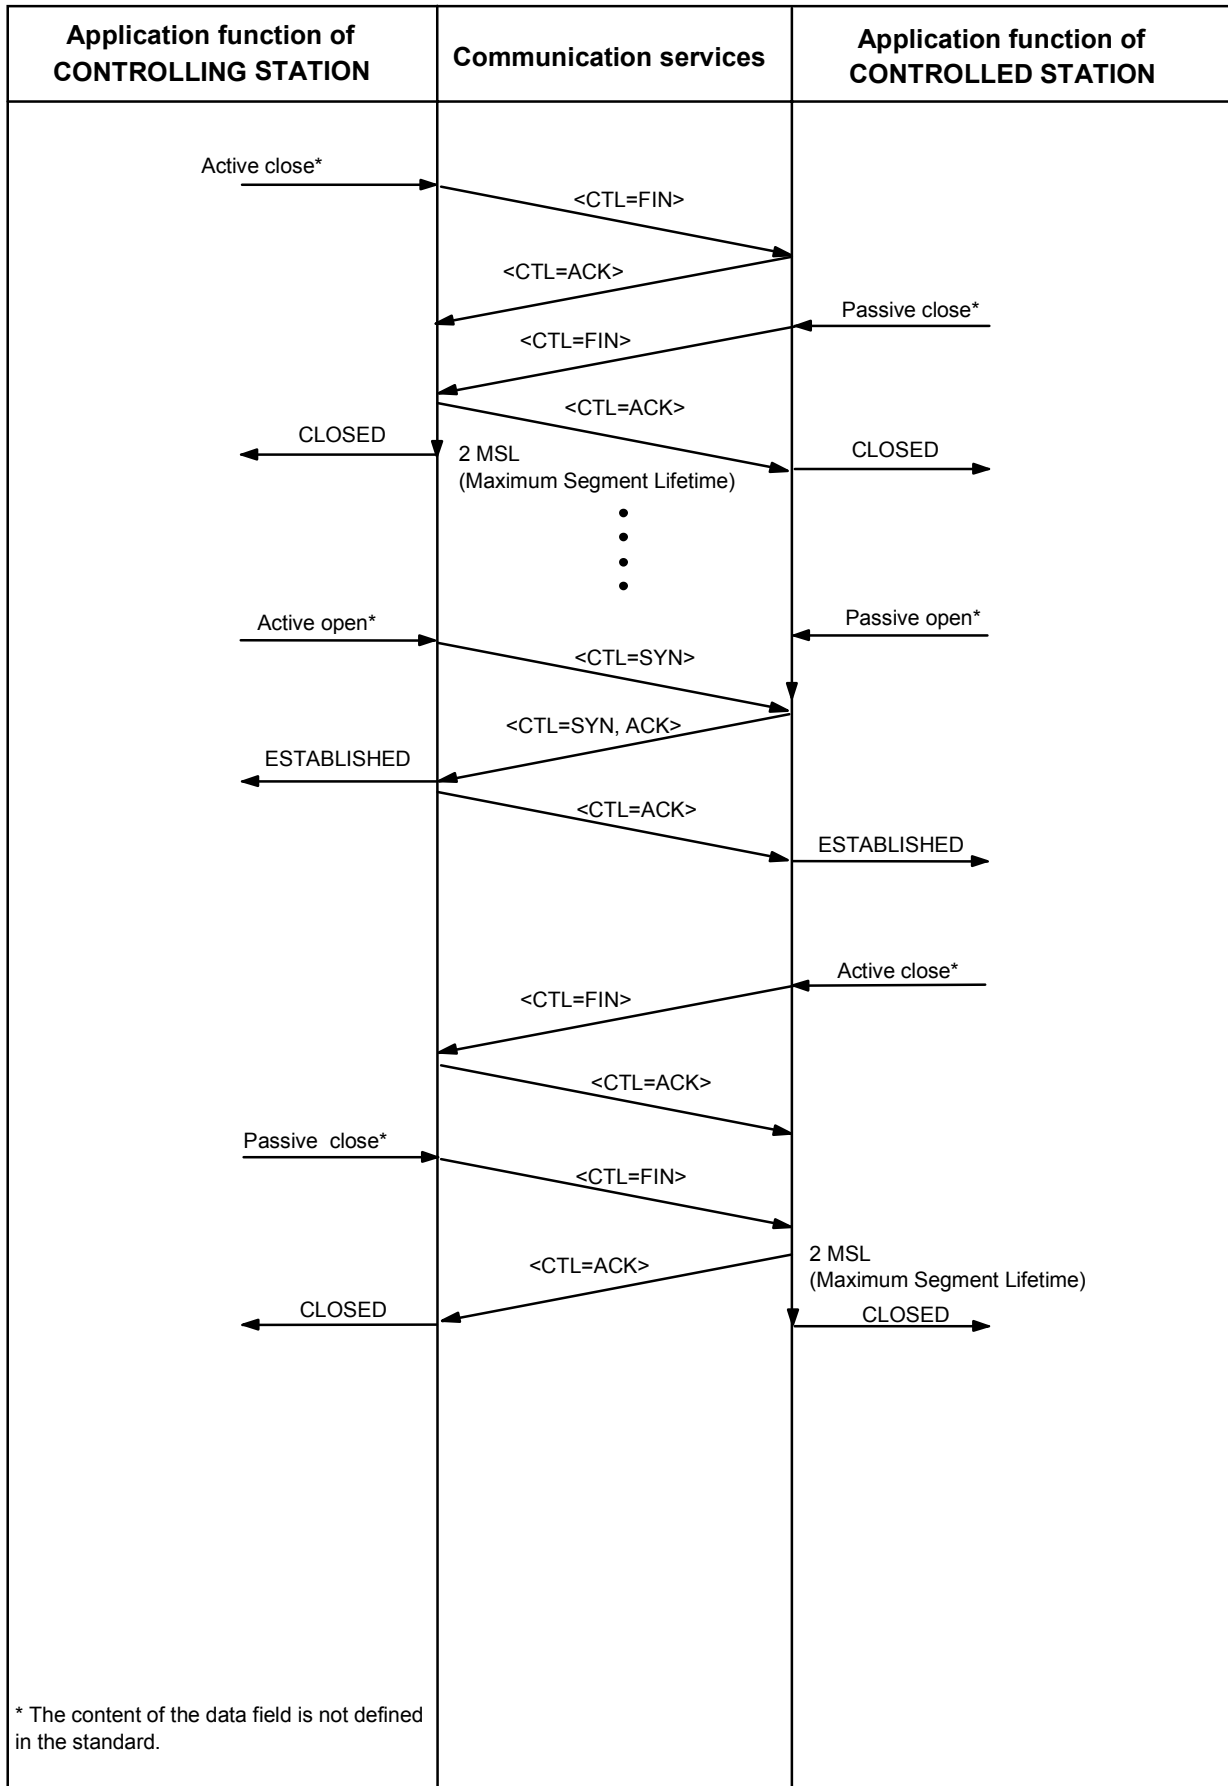 Application function of
CONTROLLING STATION
Communication services
Application function of
CONTROLLED STATION
Active close*
<CTL=FIN>
<CTL=ACK>
Passive close*
<CTL=FIN>
<CTL=ACK>
CLOSED
2 MSL
(Maximum Segment Lifetime)
CLOSED
Active open*
Passive open*
<CTL=SYN>
<CTL=SYN, ACK>
ESTABLISHED
<CTL=ACK>
ESTABLISHED
Active close*
<CTL=FIN>
<CTL=ACK>
Passive close*
<CTL=FIN>
<CTL=ACK>
2 MSL
(Maximum Segment Lifetime)
CLOSED
CLOSED
* The content of the data field is not defined
in the standard.